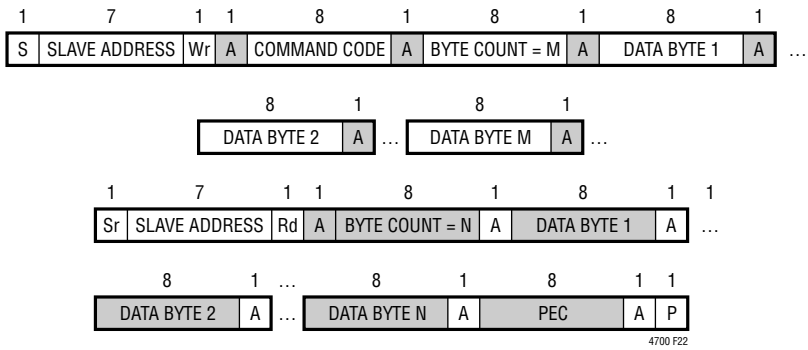 1 7 1 1 8 1 8 1 8 1
S SLAVE ADDRESS Wr A COMMAND CODE A BYTE COUNT = M A DATA BYTE 1 A …
8 1 8 1
DATA BYTE 2 A … DATA BYTE M A …
1 7 1 1 8 1 8 1 1
Sr SLAVE ADDRESS Rd A BYTE COUNT = N A DATA BYTE 1 A …
8 1 … 8 1 8 1 1
DATA BYTE 2 A … DATA BYTE N A PEC A P
4700 F22